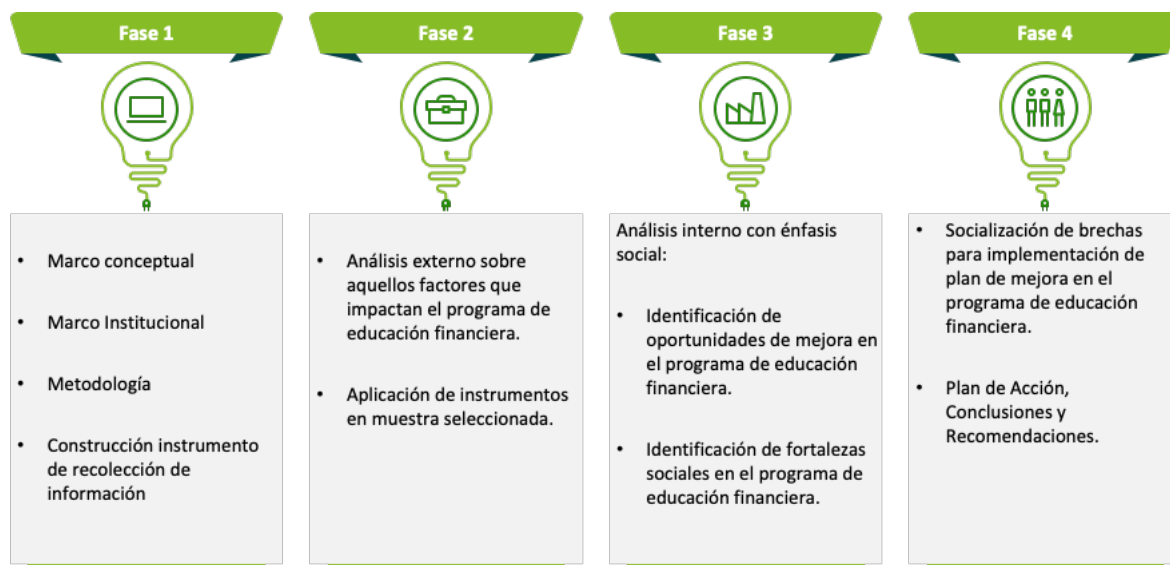 Fase 1
• Marco conceptual
• Marco Institucional
• Metodología
• Construcción instrumento
de recolección de
información
Fase 2
• Análisis externo sobre
aquellos factores que
impactan el programa de
educación financiera.
• Aplicación de instrumentos
en muestra seleccionada.
Fase 3
Análisis interno con énfasis
social:
• Identificación de
oportunidades de mejora en
el programa de educación
financiera.
• Identificación de fortalezas
sociales en el programa de
educación financiera.
Fase 4
• Socialización de brechas
para implementación de
plan de mejora en el
programa de educación
financiera.
• Plan de Acción,
Conclusiones y
Recomendaciones.